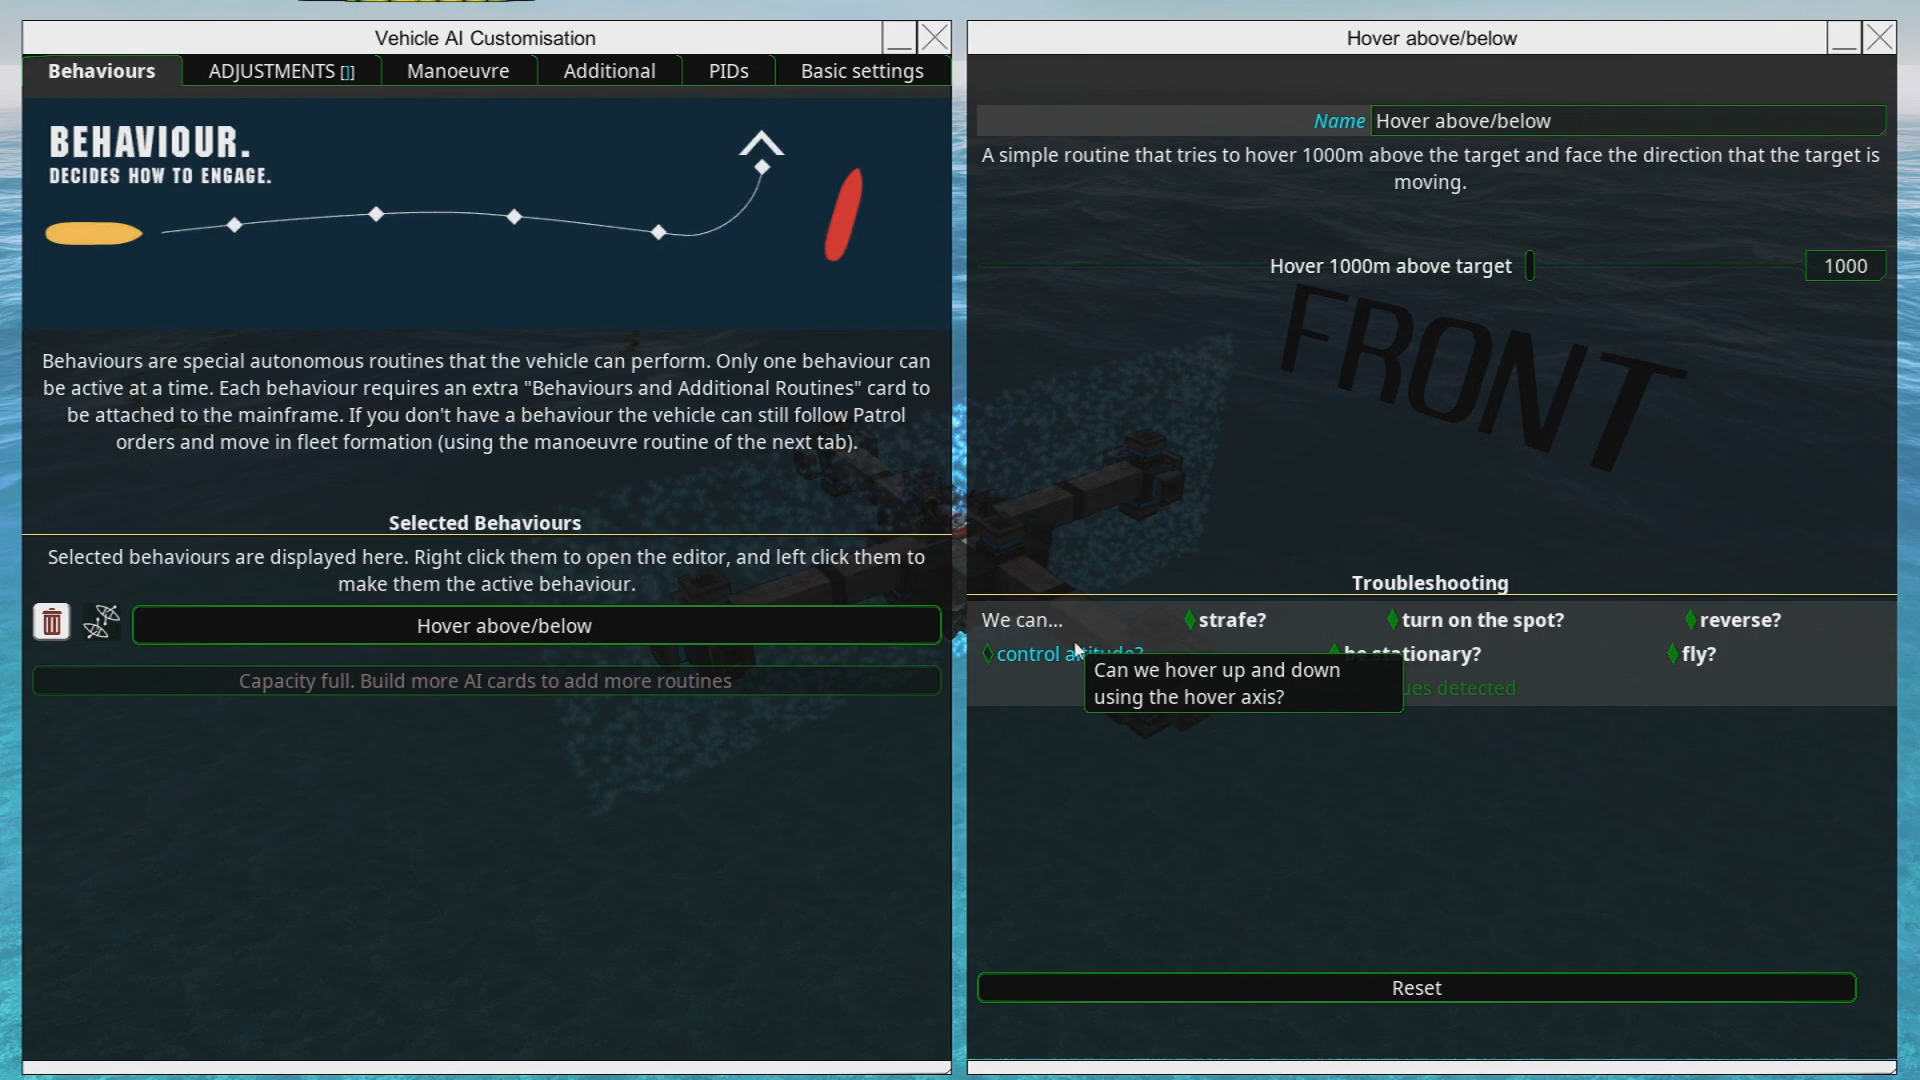 Vehicle AI Customisation
Behaviours
ADJUSTMENTS []
Manoeuvre
Additional
PIDs
Basic settings
BEHAVIOUR.
DECIDES HOW TO ENGAGE.
Behaviours are special autonomous routines that the vehicle can perform. Only one behaviour can
be active at a time. Each behaviour requires an extra "Behaviours and Additional Routines" card to
be attached to the mainframe. If you don't have a behaviour the vehicle can still follow Patrol
orders and move in fleet formation (using the manoeuvre routine of the next tab).
Selected Behaviours
Selected behaviours are displayed here. Right click them to open the editor, and left click them to
make them the active behaviour.
Hover above/below
Capacity full. Build more AI cards to add more routines
Hover above/below
Name Hover above/below
A simple routine that tries to hover 1000m above the target and face the direction that the target is
moving.
Hover 1000m above target 1000
FRONT
Troubleshooting
We can... strafe? turn on the spot? reverse?
control altitude? be stationary? fly?
detected
Can we hover up and down
using the hover axis?
Reset